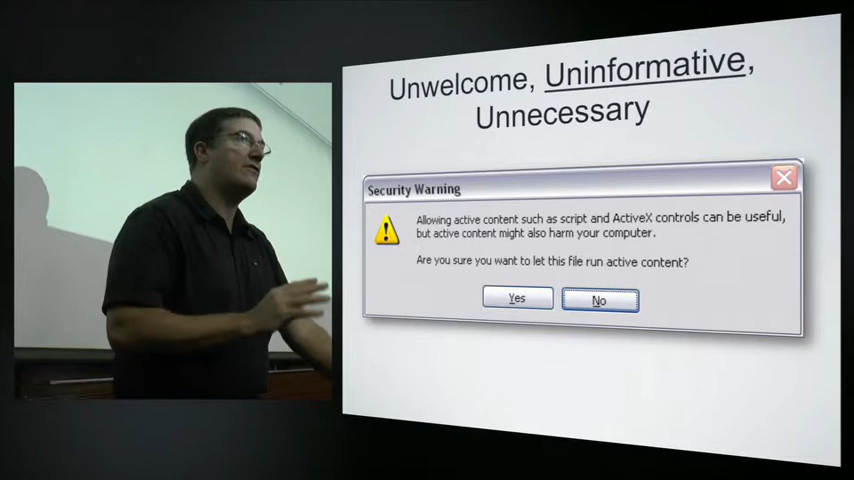 Unwelcome, Uninformative,
Unnecessary
Security Warning
Allowing active content such as script and ActiveX controls can be useful,
but active content might also harm your computer.
Are you sure you want to let this file run active content?
Yes
No